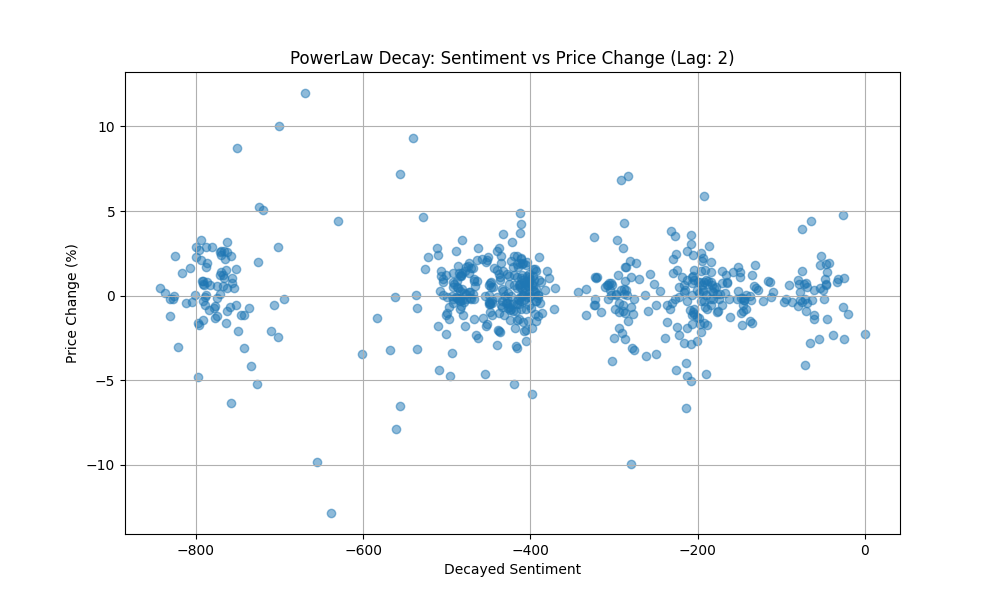 PowerLaw Decay: Sentiment vs Price Change (Lag: 2)
Price Change (%)
10
5
0
−5
−10
−800 −600 −400 −200 0
Decayed Sentiment